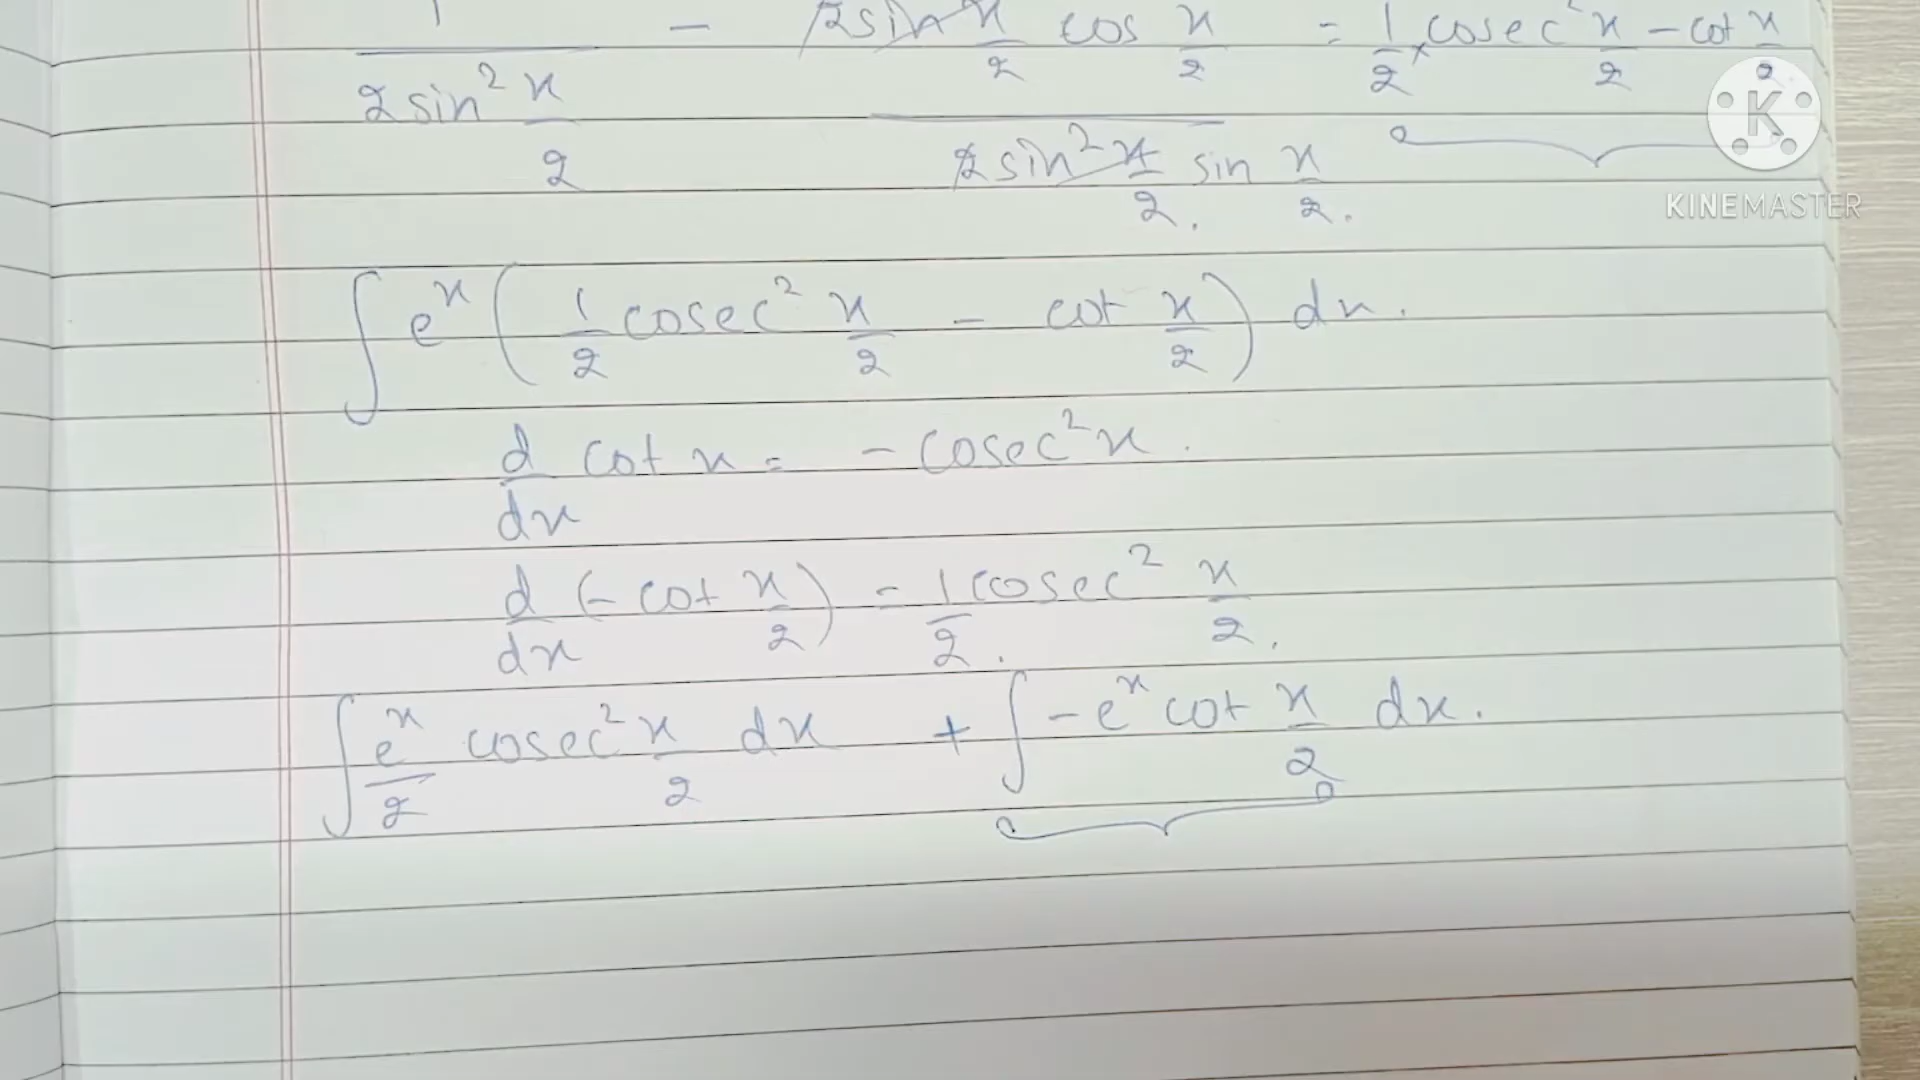 1/(2sin² x/2) - (2sin x/2 cos x/2)/(2sin² x/2 sin x/2.) = 1/2 × cosec² x/2 - cot x/2
K
KINEMASTER
∫ eˣ ( 1/2 cosec² x/2 - cot x/2 ) dx.
d/dx cot x = - cosec² x.
d/dx (- cot x/2) = 1/2. cosec² x/2.
∫ eˣ/2 cosec² x/2 dx + ∫ -eˣ cot x/2 dx.